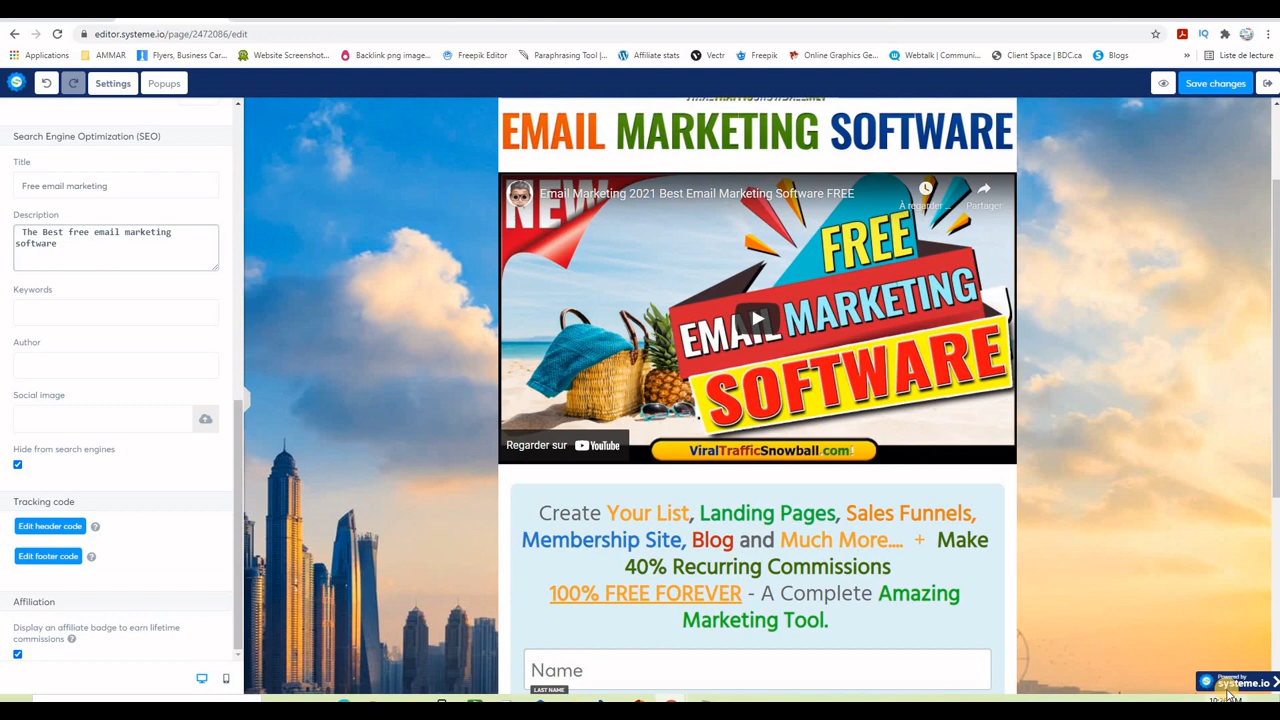 editor.systeme.io/page/2472086/edit
Applications AMMAR Flyers, Business Car... Website Screenshot... Backlink png image... Freepik Editor Paraphrasing Tool |... Affiliate stats Vectr Freepik Online Graphics Ge... Webtalk | Communi... Client Space | BDC.ca Blogs » Liste de lecture
Settings Popups Save changes
Search Engine Optimization (SEO)
Title
Free email marketing
Description
The Best free email marketing
software
Keywords
Author
Social image
Hide from search engines
Tracking code
Edit header code
Edit footer code
Affiliation
Display an affiliate badge to earn lifetime
commissions
EMAIL MARKETING SOFTWARE
Email Marketing 2021 Best Email Marketing Software FREE
À regarder ... Partager
NEW
FREE
EMAIL MARKETING
SOFTWARE
Regarder sur YouTube
ViralTrafficSnowball.com!
Create Your List, Landing Pages, Sales Funnels,
Membership Site, Blog and Much More.... + Make
40% Recurring Commissions
100% FREE FOREVER - A Complete Amazing
Marketing Tool.
Name
LAST NAME
Powered by
systeme.io